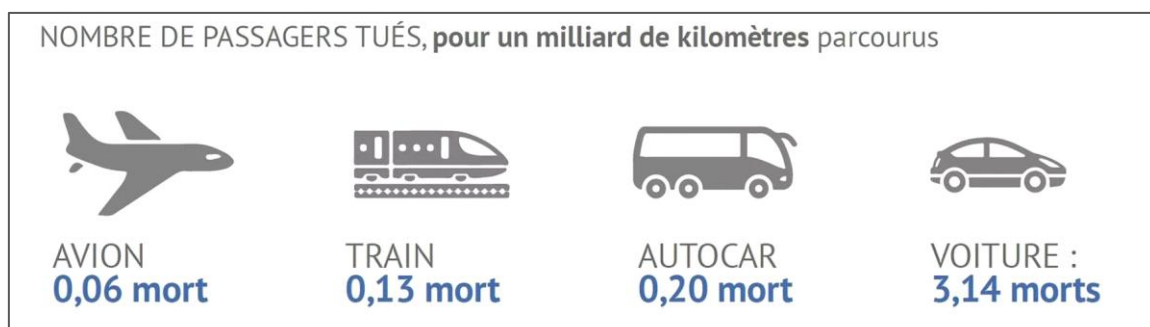 NOMBRE DE PASSAGERS TUÉS, pour un milliard de kilomètres parcourus
AVION
0,06 mort
TRAIN
0,13 mort
AUTOCAR
0,20 mort
VOITURE :
3,14 morts